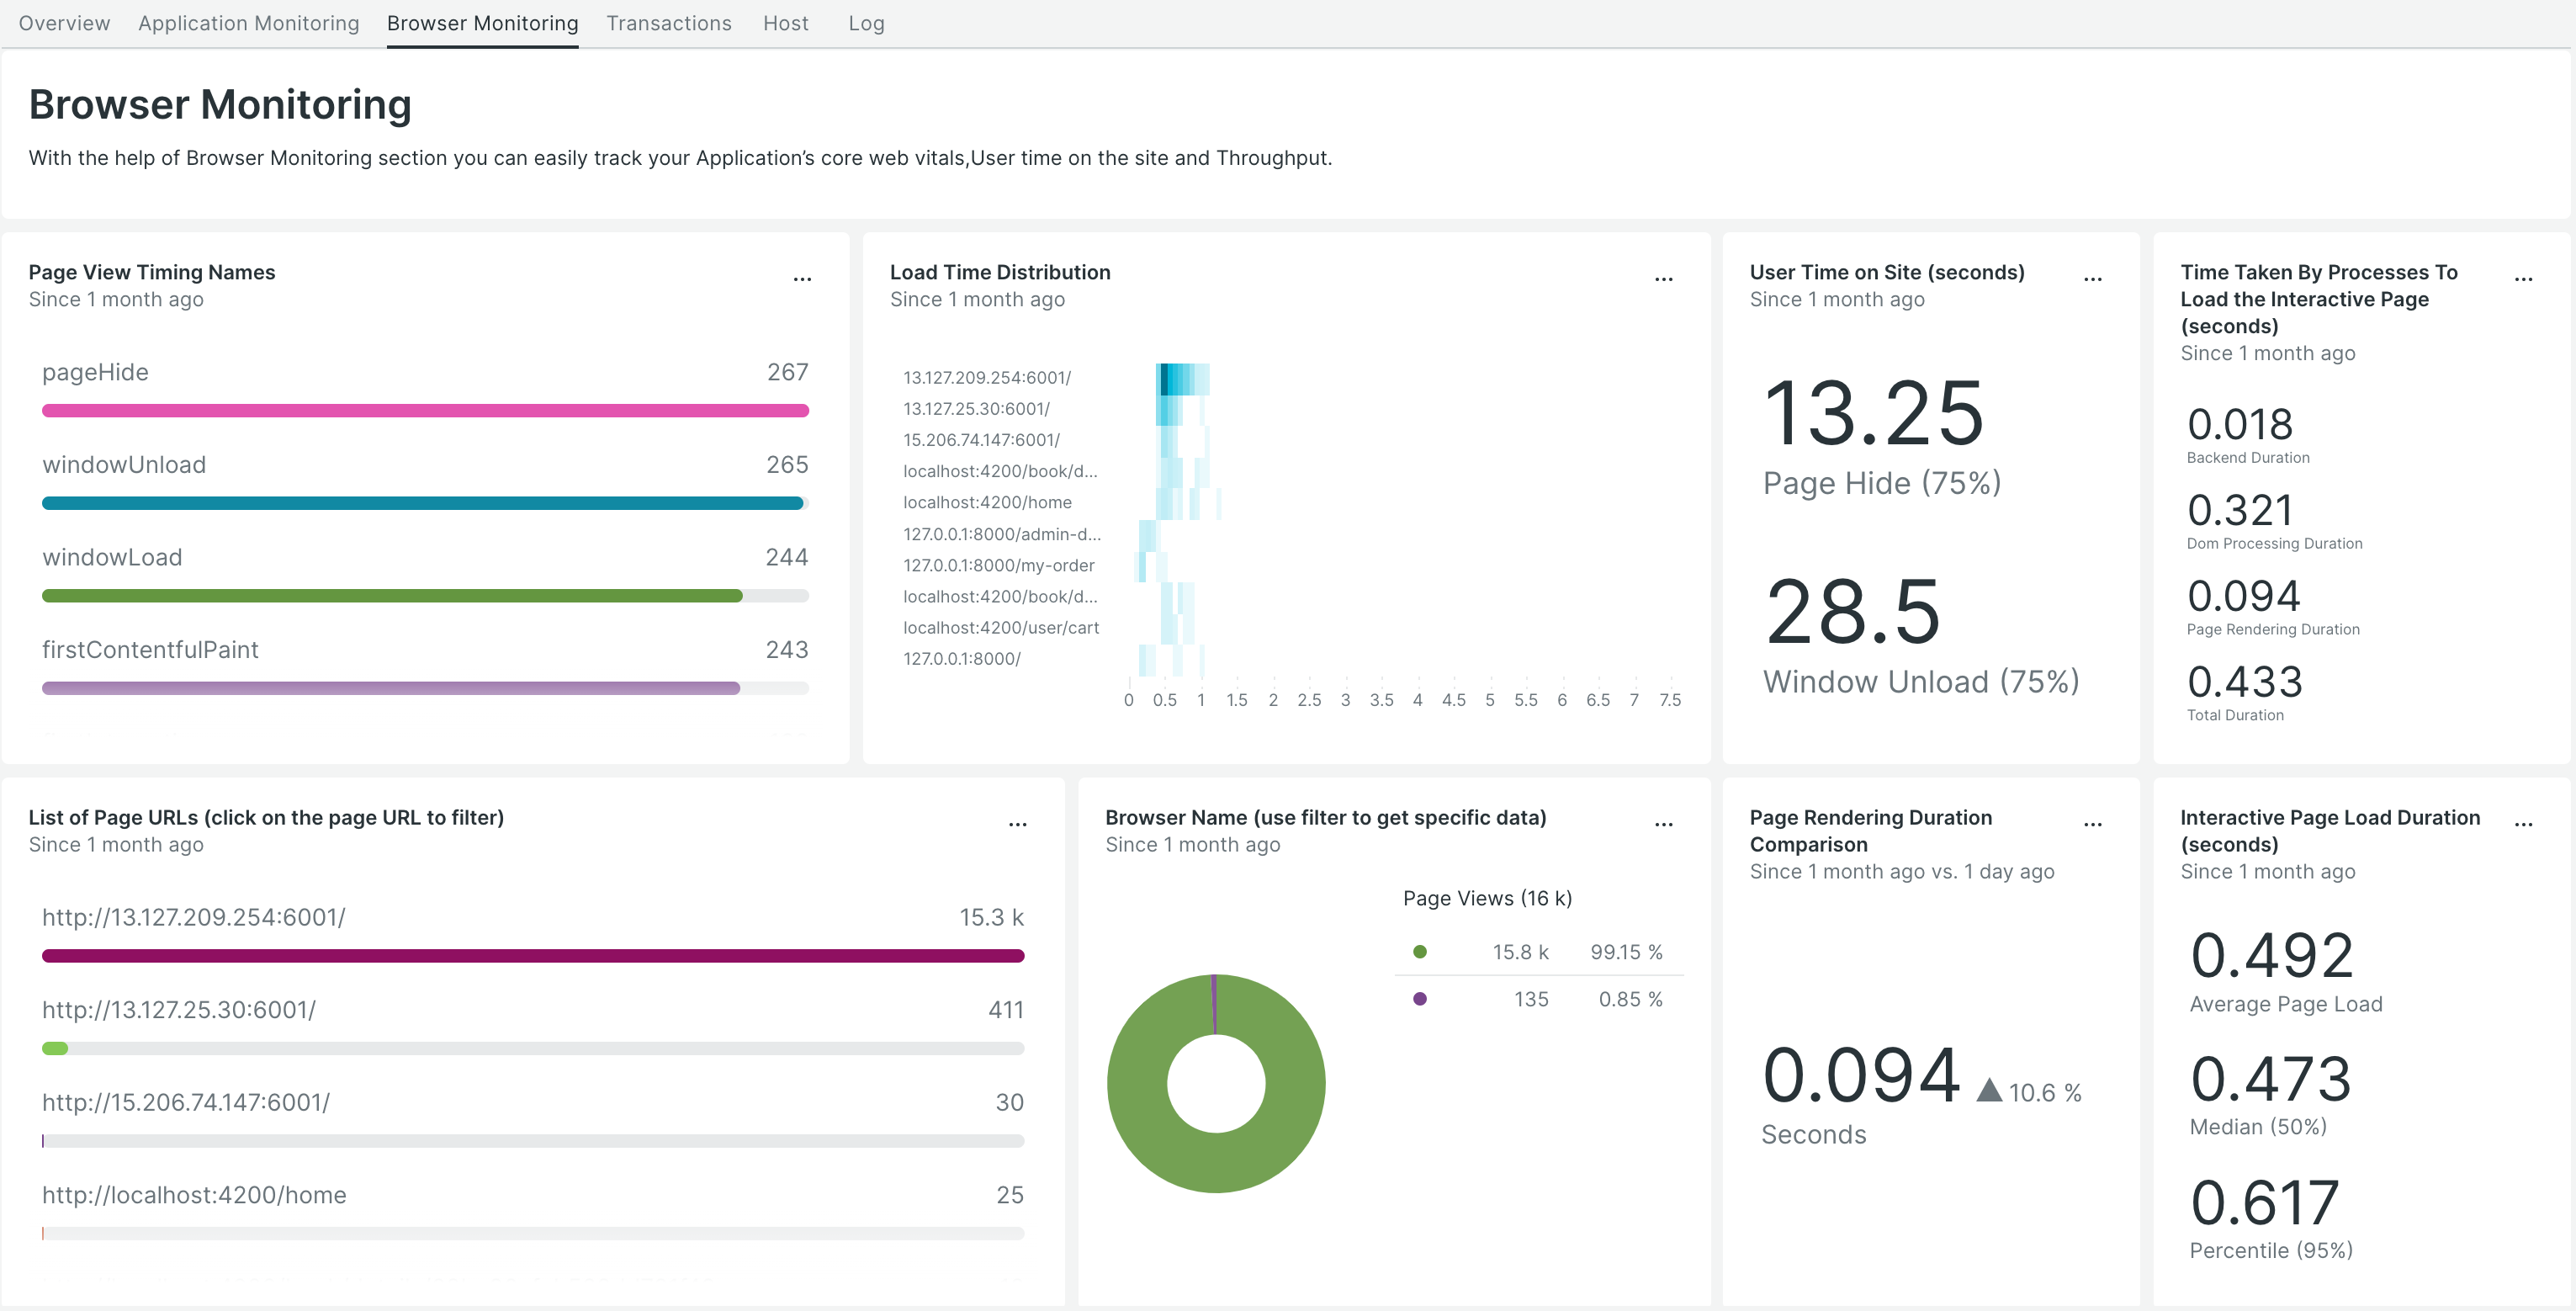 Overview Application Monitoring Browser Monitoring Transactions Host Log
Browser Monitoring
With the help of Browser Monitoring section you can easily track your Application's core web vitals,User time on the site and Throughput.
Page View Timing Names
Since 1 month ago
pageHide 267
windowUnload 265
windowLoad 244
firstContentfulPaint 243
Load Time Distribution
Since 1 month ago
13.127.209.254:6001/
13.127.25.30:6001/
15.206.74.147:6001/
localhost:4200/book/d...
localhost:4200/home
127.0.0.1:8000/admin-d...
127.0.0.1:8000/my-order
localhost:4200/book/d...
localhost:4200/user/cart
127.0.0.1:8000/
0 0.5 1 1.5 2 2.5 3 3.5 4 4.5 5 5.5 6 6.5 7 7.5
User Time on Site (seconds)
Since 1 month ago
13.25
Page Hide (75%)
28.5
Window Unload (75%)
Time Taken By Processes To
Load the Interactive Page
(seconds)
Since 1 month ago
0.018
Backend Duration
0.321
Dom Processing Duration
0.094
Page Rendering Duration
0.433
Total Duration
List of Page URLs (click on the page URL to filter)
Since 1 month ago
http://13.127.209.254:6001/ 15.3 k
http://13.127.25.30:6001/ 411
http://15.206.74.147:6001/ 30
http://localhost:4200/home 25
Browser Name (use filter to get specific data)
Since 1 month ago
Page Views (16 k)
15.8 k 99.15 %
135 0.85 %
Page Rendering Duration
Comparison
Since 1 month ago vs. 1 day ago
0.094 10.6 %
Seconds
Interactive Page Load Duration
(seconds)
Since 1 month ago
0.492
Average Page Load
0.473
Median (50%)
0.617
Percentile (95%)